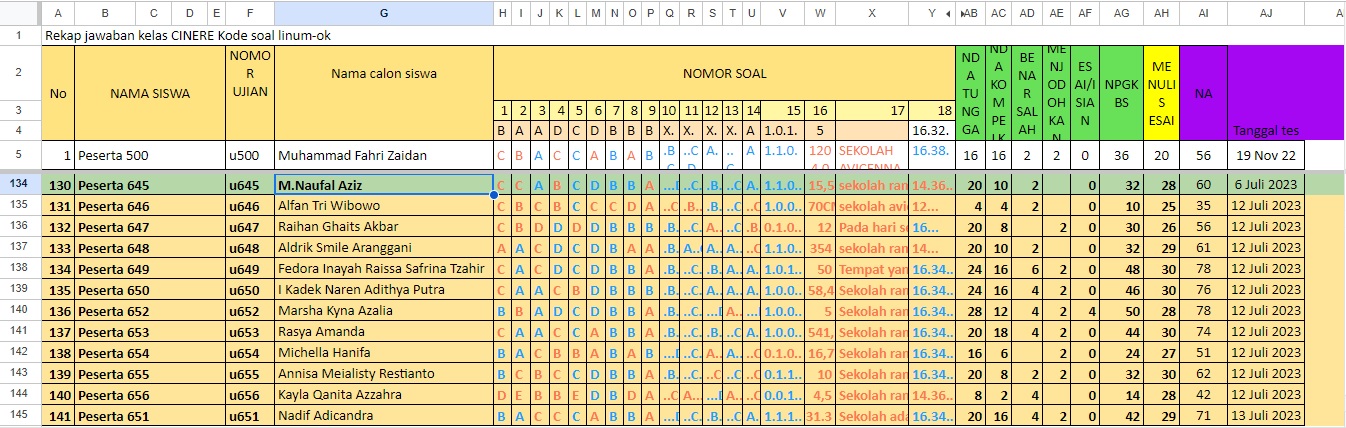 A B C D E F G H I J K L M N O P Q R S T U V W X Y AB AC AD AE AF AG AH AI AJ
1 Rekap jawaban kelas CINERE Kode soal linum-ok
2 No NAMA SISWA NOMOR UJIAN Nama calon siswa NOMOR SOAL NDA TUNGGA NDA KOMPELK BENAR SALAH MENJODOHKAN ESAI/ISIAN NPGKBS MENULIS ESAI NA Tanggal tes
3 1 2 3 4 5 6 7 8 9 10 11 12 13 14 15 16 17 18
4 B A A D C D B B B X. X. X. X. A 1.0.1. 5 16.32.
5 1 Peserta 500 u500 Muhammad Fahri Zaidan C B A C C A B A B .B ..C A. .. A 1.1.0. 120 SEKOLAH AVICENNA 16.38. 16 16 2 2 0 36 20 56 19 Nov 22
134 130 Peserta 645 u645 M.Naufal Aziz C C A B C D B B A 1.0.0.. 15,5 sekolah ran 14.36.. 20 10 2 0 32 28 60 6 Juli 2023
135 131 Peserta 646 u646 Alfan Tri Wibowo C B C B C C C D A 1.0.0.. sekolah avi 12... 4 4 2 0 10 25 35 12 Juli 2023
136 132 Peserta 647 u647 Raihan Ghaits Akbar C B D D D D B B B 0.1.0.. 12 Pada hari s 16... 20 8 2 0 30 26 56 12 Juli 2023
137 133 Peserta 648 u648 Aldrik Smile Aranggani A A C D C D B A A 1.0.0.. 354 sekolah ran 14... 20 10 2 0 32 29 61 12 Juli 2023
138 134 Peserta 649 u649 Fedora Inayah Raissa Safrina Tzahir C A C D C D B B A 1.0.1.. 50 Tempat yan 16.34.. 24 16 6 2 0 48 30 78 12 Juli 2023
139 135 Peserta 650 u650 I Kadek Naren Adithya Putra C A A C B D B B B 1.0.0.. 58,4 Sekolah ran 16.34.. 24 16 4 2 0 46 30 76 12 Juli 2023
140 136 Peserta 652 u652 Marsha Kyna Azalia B B A D C D B B A 1.0.0.. 5 Sekolah ran 16.34.. 28 12 4 2 4 50 28 78 12 Juli 2023
141 137 Peserta 653 u653 Rasya Amanda C A A C C A B B A 1.0.0.. 541, Sekolah ran 16.34.. 20 18 4 2 0 44 30 74 12 Juli 2023
142 138 Peserta 654 u654 Michella Hanifa B A C B B A B A B 0.1.0.. 16,7 Sekolah ran 16.34.. 16 6 2 0 24 27 51 12 Juli 2023
143 139 Peserta 655 u655 Annisa Meialisty Restianto B C B C C D B B A 0.1.1.. 10 Sekolah ran 16.34.. 20 8 2 2 0 32 30 62 12 Juli 2023
144 140 Peserta 656 u656 Kayla Qanita Azzahra D E B B E D B D A 0.0.0.. 4,5 Sekolah ran 14.36.. 8 2 4 0 14 28 42 12 Juli 2023
145 141 Peserta 651 u651 Nadif Adicandra B A C C C A B B A 1.1.1.. 31.3 Sekolah ada 16.34.. 20 16 4 2 0 42 29 71 13 Juli 2023